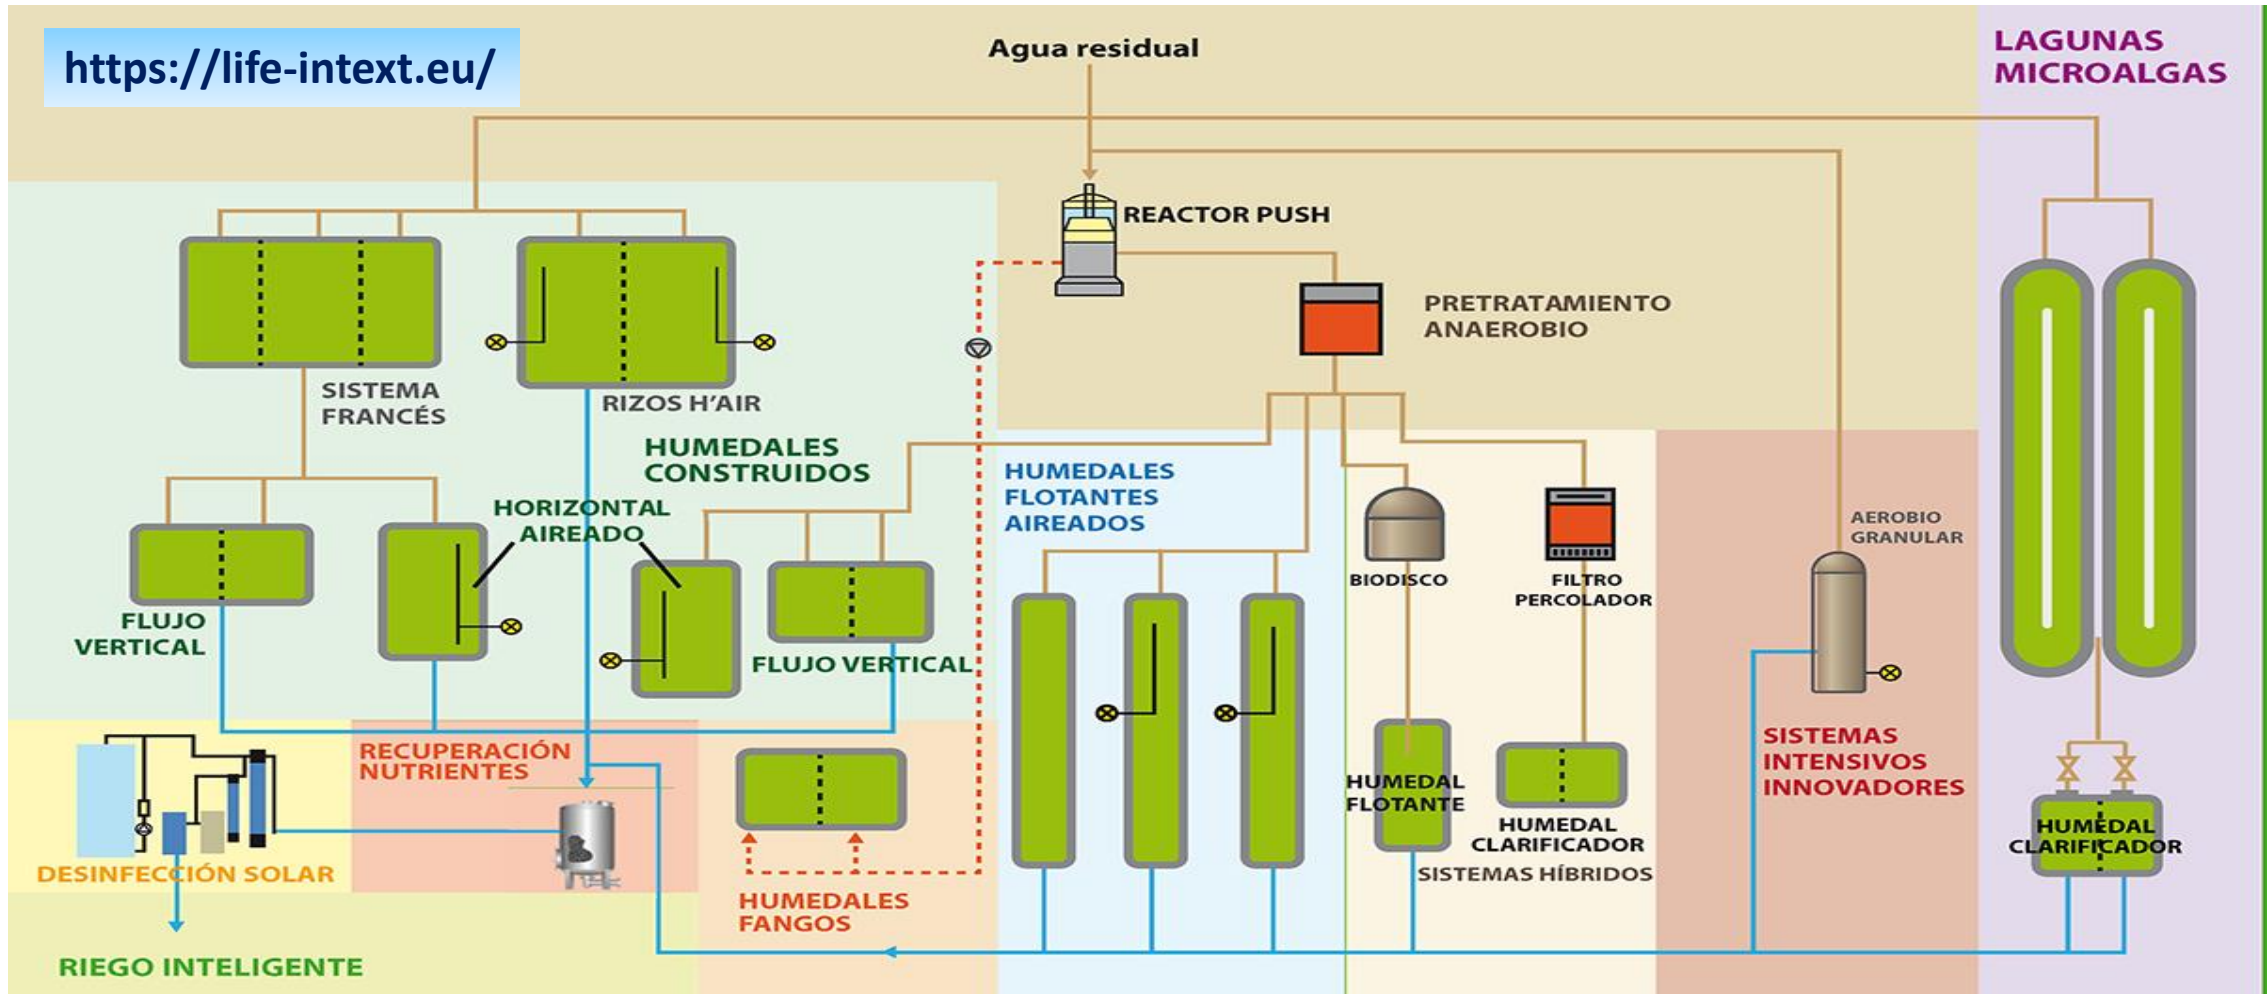 https://life-intext.eu/
Agua residual
LAGUNAS
MICROALGAS
REACTOR PUSH
PRETRATAMIENTO
ANAEROBIO
SISTEMA
FRANCÉS
RIZOS H’AIR
HUMEDALES
CONSTRUIDOS
HORIZONTAL
AIREADO
HUMEDALES
FLOTANTES
AIREADOS
BIODISCO
FILTRO
PERCOLADOR
AEROBIO
GRANULAR
FLUJO
VERTICAL
FLUJO VERTICAL
RECUPERACIÓN
NUTRIENTES
SISTEMAS
INTENSIVOS
INNOVADORES
HUMEDAL
FLOTANTE
HUMEDAL
CLARIFICADOR
SISTEMAS HÍBRIDOS
HUMEDAL
CLARIFICADOR
DESINFECCIÓN SOLAR
HUMEDALES
FANGOS
RIEGO INTELIGENTE